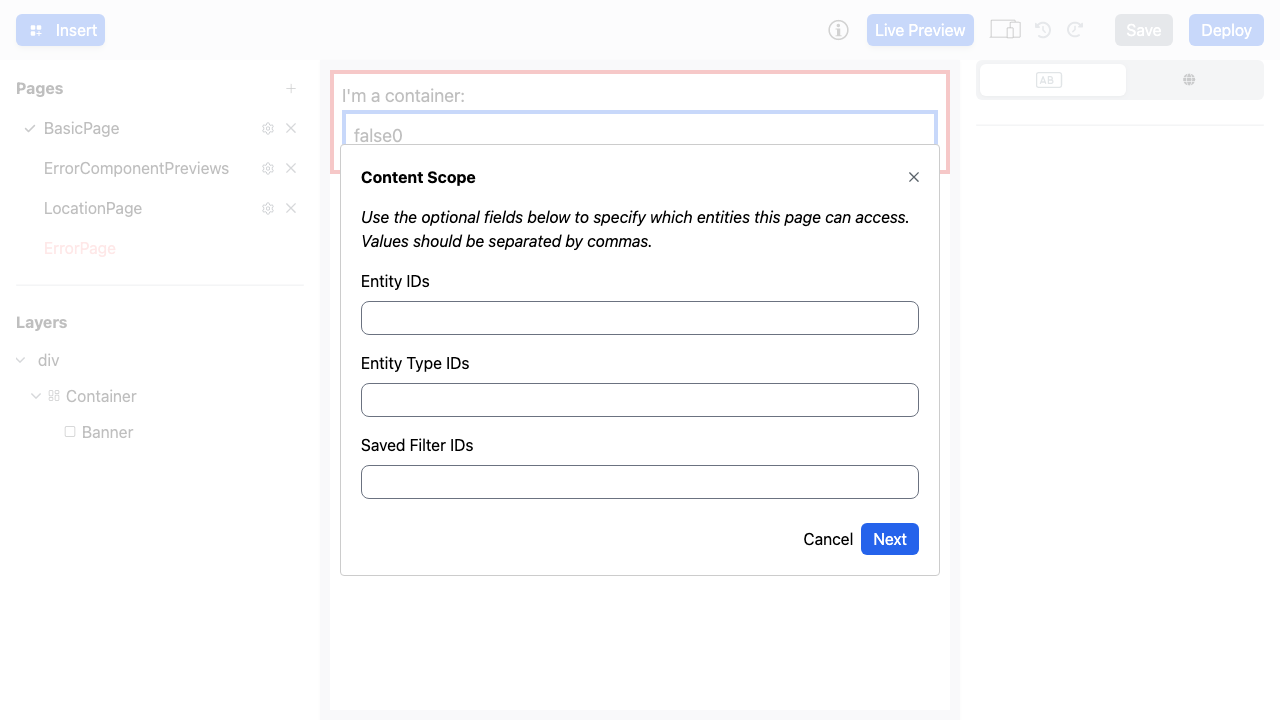 Insert
Live Preview
Save
Deploy
Pages
BasicPage
ErrorComponentPreviews
LocationPage
ErrorPage
Layers
div
Container
Banner
I'm a container:
false0
Content Scope
Use the optional fields below to specify which entities this page can access.
Values should be separated by commas.
Entity IDs
Entity Type IDs
Saved Filter IDs
Cancel
Next
AB